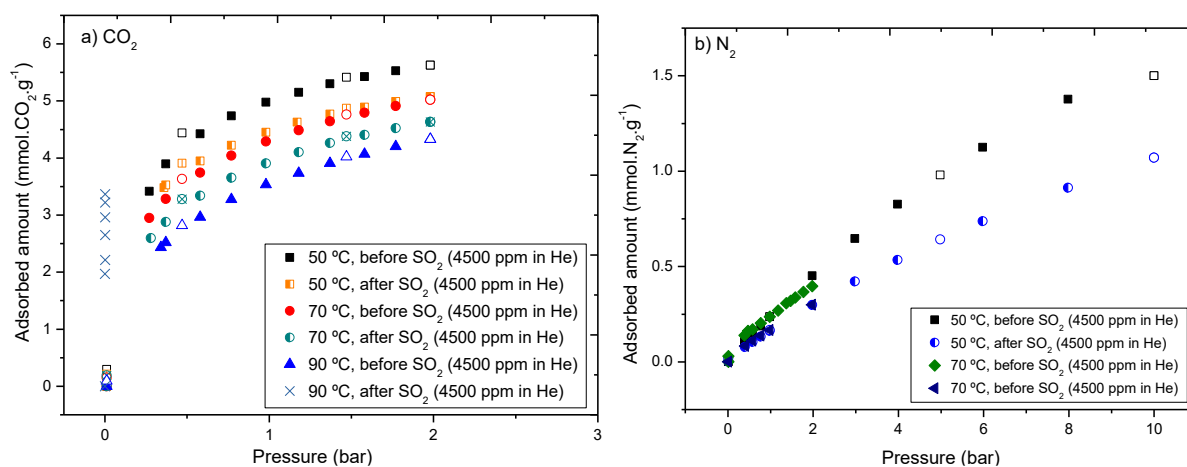 a) CO₂
Adsorbed amount (mmol.CO₂.g⁻¹)
6
5
4
3
2
1
0
50 ºC, before SO₂ (4500 ppm in He)
50 ºC, after SO₂ (4500 ppm in He)
70 ºC, before SO₂ (4500 ppm in He)
70 ºC, after SO₂ (4500 ppm in He)
90 ºC, before SO₂ (4500 ppm in He)
90 ºC, after SO₂ (4500 ppm in He)
0 1 2 3
Pressure (bar)
b) N₂
Adsorbed amount (mmol.N₂.g⁻¹)
1.5
1.0
0.5
0.0
50 ºC, before SO₂ (4500 ppm in He)
50 ºC, after SO₂ (4500 ppm in He)
70 ºC, before SO₂ (4500 ppm in He)
70 ºC, before SO₂ (4500 ppm in He)
0 2 4 6 8 10
Pressure (bar)